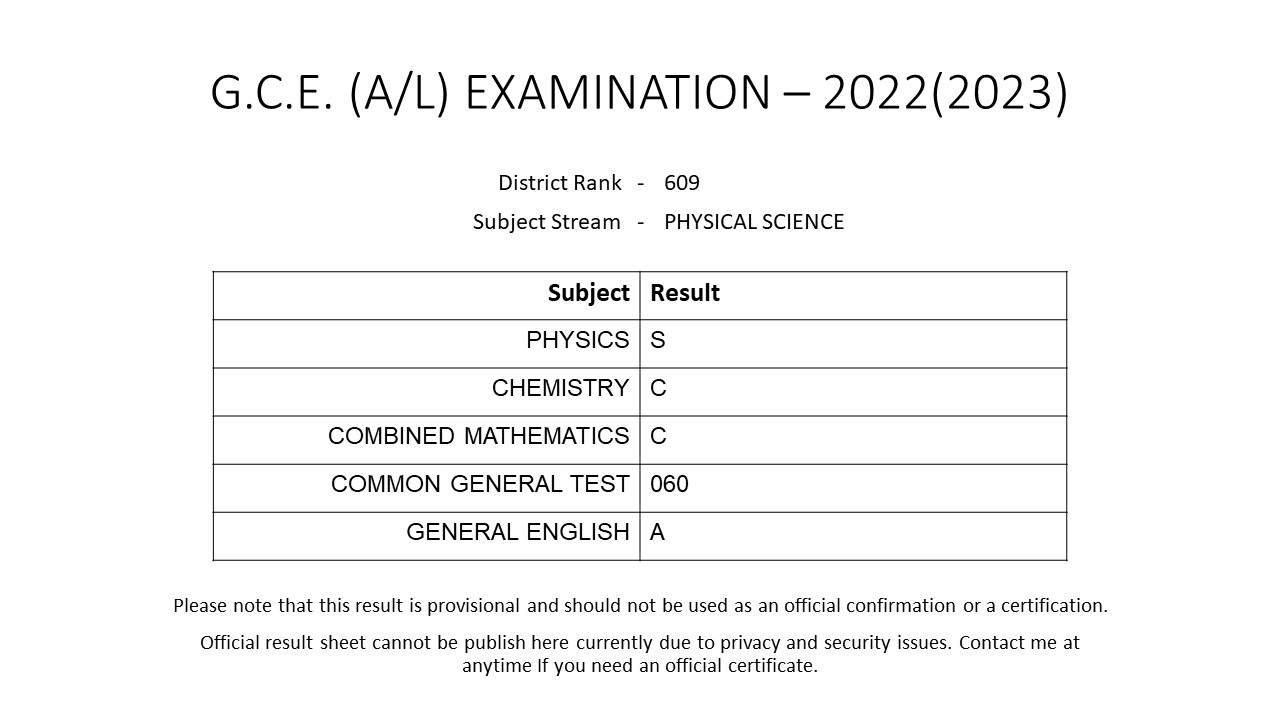 G.C.E. (A/L) EXAMINATION – 2022(2023)
District Rank - 609
Subject Stream - PHYSICAL SCIENCE
Subject Result
PHYSICS S
CHEMISTRY C
COMBINED MATHEMATICS C
COMMON GENERAL TEST 060
GENERAL ENGLISH A
Please note that this result is provisional and should not be used as an official confirmation or a certification.
Official result sheet cannot be publish here currently due to privacy and security issues. Contact me at
anytime If you need an official certificate.